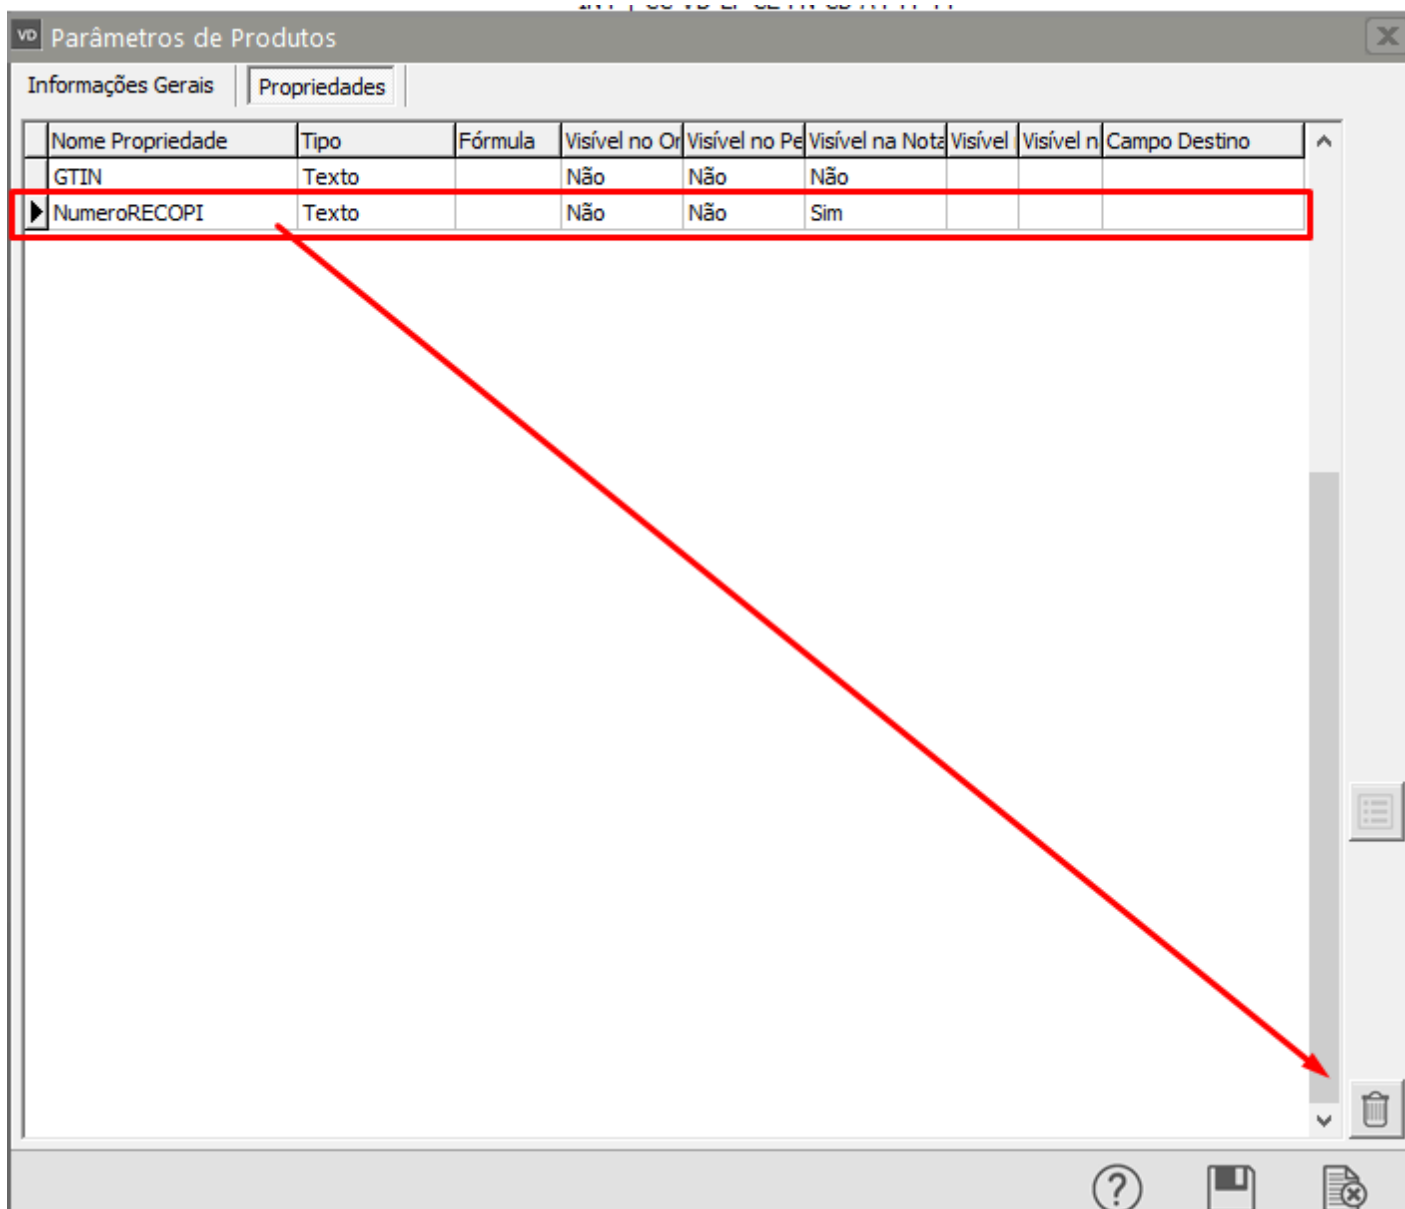 VD Parâmetros de Produtos
Informações Gerais Propriedades
Nome Propriedade Tipo Fórmula Visível no Or Visível no Pe Visível na Nota Visível Visível n Campo Destino
GTIN Texto Não Não Não
NumeroRECOPI Texto Não Não Sim
?